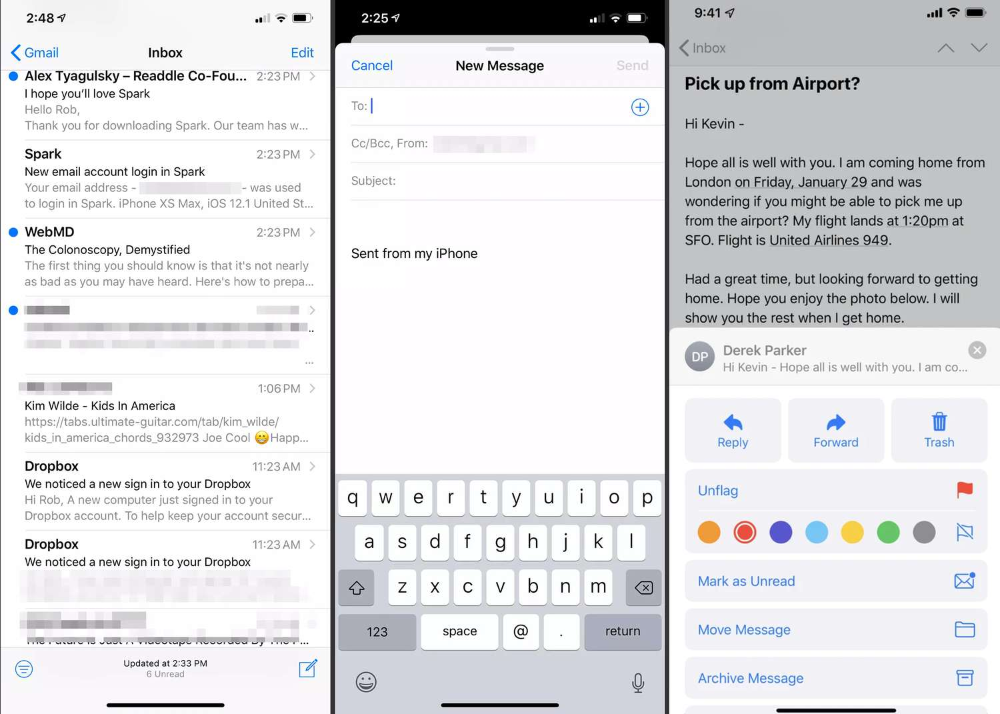 2:48
Gmail
Inbox
Edit
Alex Tyagulsky – Readdle Co-Fou... 2:23 PM
I hope you'll love Spark
Hello Rob,
Thank you for downloading Spark. Our team has w...
Spark 2:23 PM
New email account login in Spark
Your email address - - was used
to login in Spark. iPhone XS Max, iOS 12.1 United St...
WebMD 2:23 PM
The Colonoscopy, Demystified
The first thing you should know is that it's not nearly
as bad as you may have heard. Here's how to prepa...
..
...
1:06 PM
Kim Wilde - Kids In America
https://tabs.ultimate-guitar.com/tab/kim_wilde/
kids_in_america_chords_932973 Joe Cool 😁Happ...
Dropbox 11:23 AM
We noticed a new sign in to your Dropbox
Hi Rob, A new computer just signed in to your
Dropbox account. To help keep your account secur...
Dropbox 11:23 AM
We noticed a new sign in to your Dropbox
The Future Is Just A Videotape Recorded By The
Updated at 2:33 PM
6 Unread
2:25
Cancel
New Message
Send
To:
Cc/Bcc, From:
Subject:
Sent from my iPhone
q w e r t y u i o p
a s d f g h j k l
z x c v b n m
123 space @ . return
9:41
Inbox
Pick up from Airport?
Hi Kevin -
Hope all is well with you. I am coming home from
London on Friday, January 29 and was
wondering if you might be able to pick me up
from the airport? My flight lands at 1:20pm at
SFO. Flight is United Airlines 949.
Had a great time, but looking forward to getting
home. Hope you enjoy the photo below. I will
show you the rest when I get home.
DP
Derek Parker
Hi Kevin - Hope all is well with you. I am co...
Reply
Forward
Trash
Unflag
Mark as Unread
Move Message
Archive Message